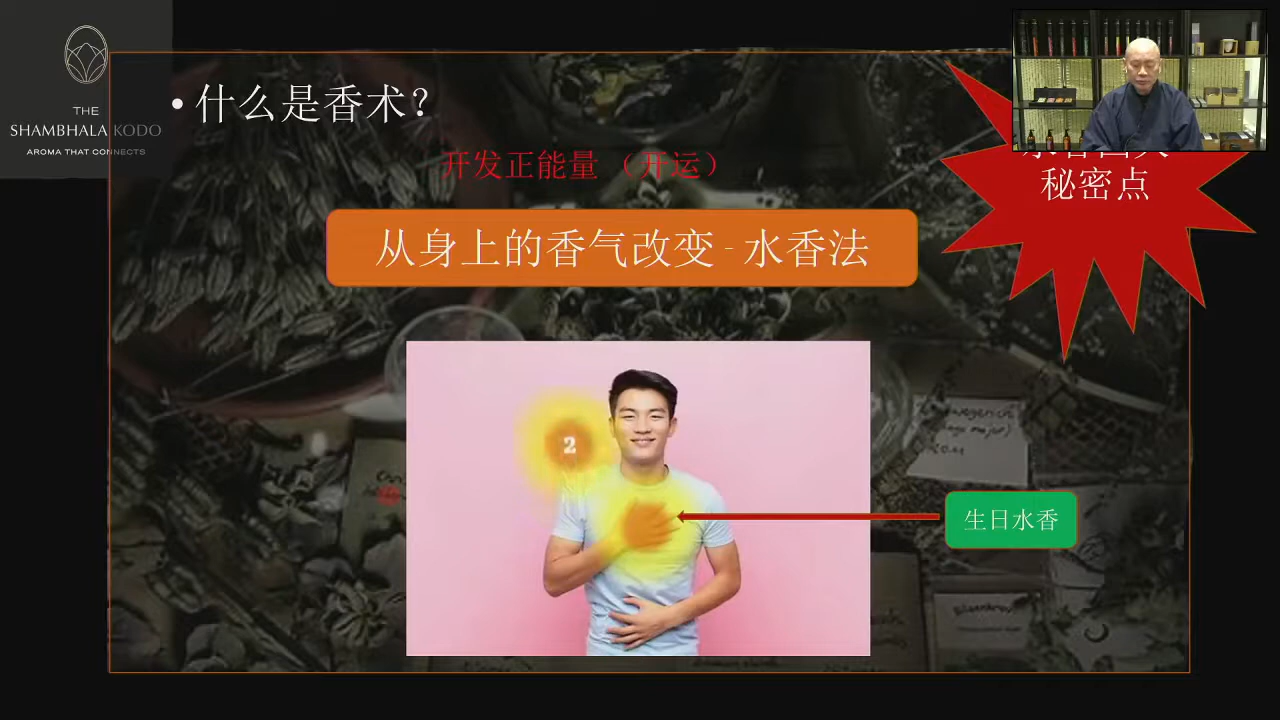 THE
SHAMBHALA KODO
AROMA THAT CONNECTS
• 什么是香术？
开发正能量 （开运）
从身上的香气改变 - 水香法
秘密点
2
生日水香